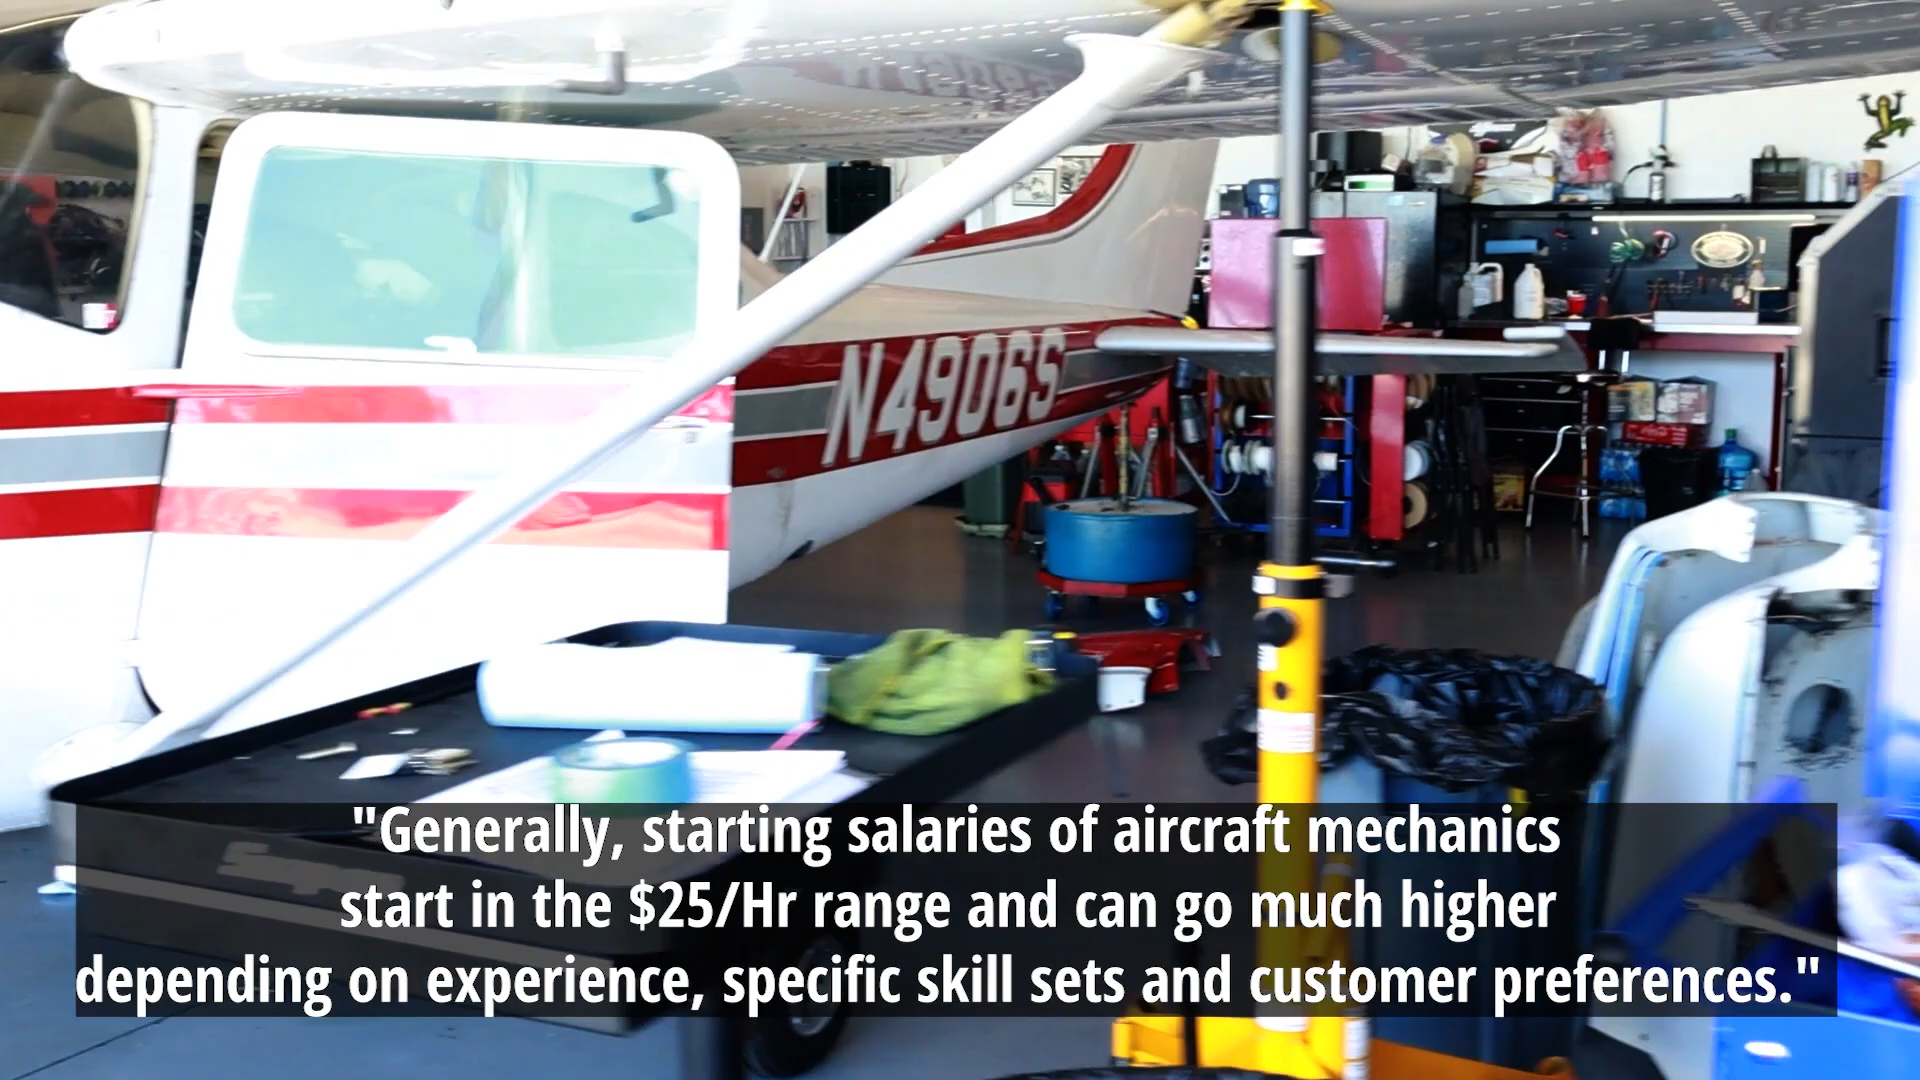 N4906S
"Generally, starting salaries of aircraft mechanics
start in the $25/Hr range and can go much higher
depending on experience, specific skill sets and customer preferences."